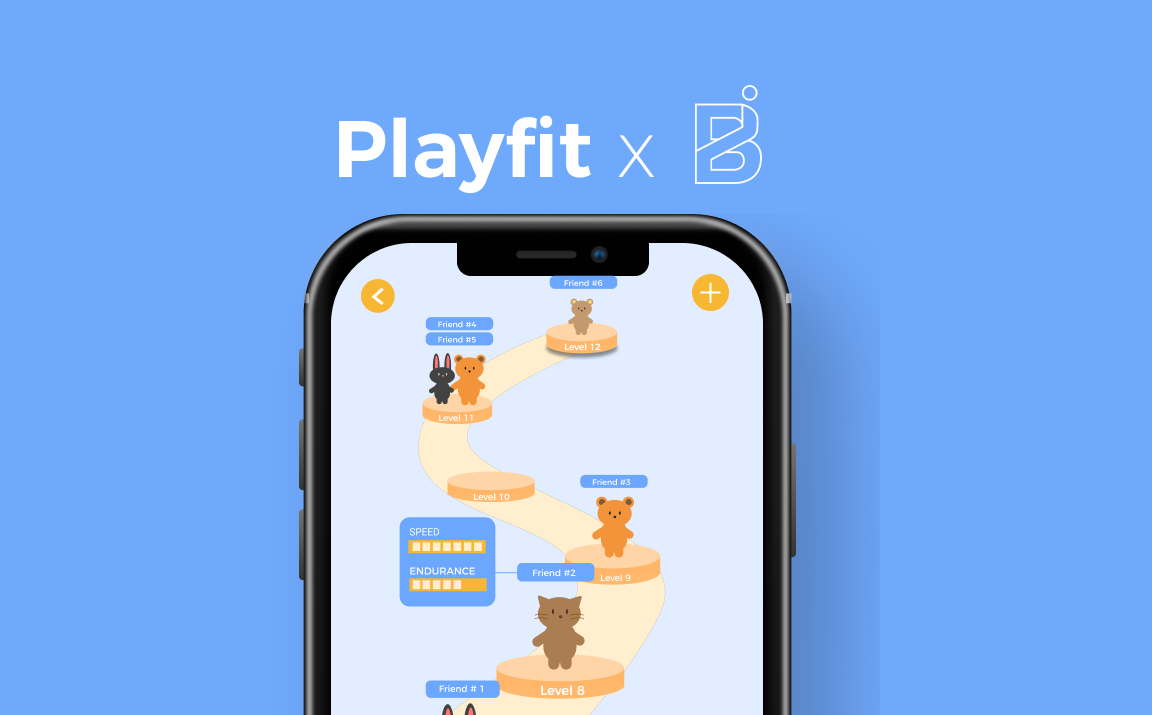 Playfit x B
Friend #6
Friend #4
Friend #5
Level 12
Level 11
Friend #3
Level 10
SPEED
ENDURANCE
Friend #2
Level 9
Friend # 1
Level 8